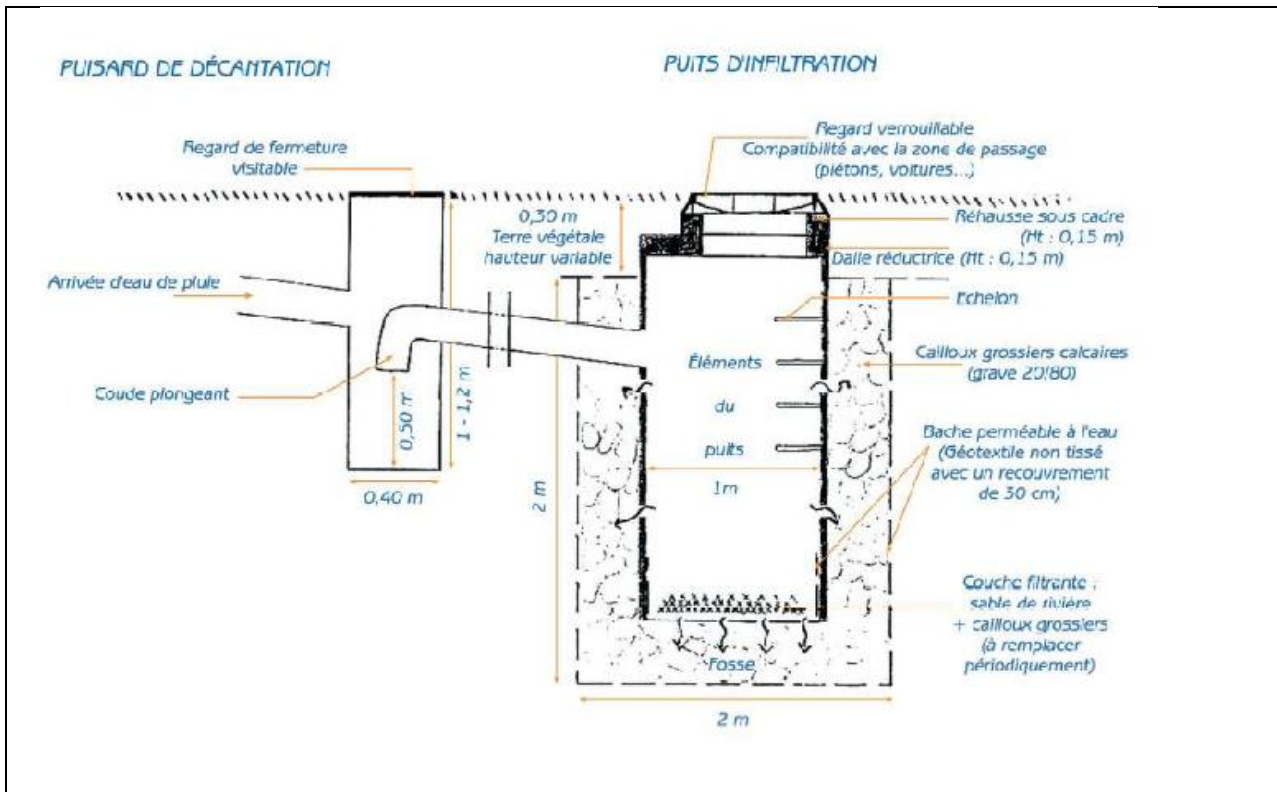 PUISARD DE DÉCANTATION
PUITS D'INFILTRATION
Regard de fermeture
visitable
Regard verrouillable
Compatibilité avec la zone de passage
(piétons, voitures...)
0,30 m
Terre végétale
hauteur variable
Réhausse sous cadre
(Ht : 0,15 m)
Dalle réductrice (Ht : 0,15 m)
Arrivée d'eau de pluie
Echelon
Éléments
du
puits
Cailloux grossiers calcaires
(grave 20/80)
Coude plongeant
0,50 m
1 - 1,2 m
0,40 m
2 m
1m
Bache perméable à l'eau
(Géotextile non tissé
avec un recouvrement
de 30 cm)
Couche filtrante :
sable de rivière
+ cailloux grossiers
(à remplacer
périodiquement)
Fosse
2 m